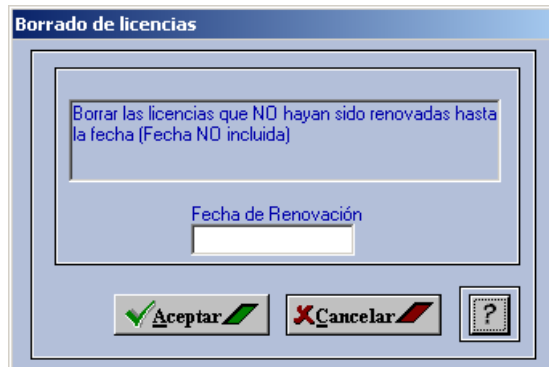 Borrado de licencias
Borrar las licencias que NO hayan sido renovadas hasta
la fecha (Fecha NO incluida)
Fecha de Renovación
Aceptar
Cancelar
?